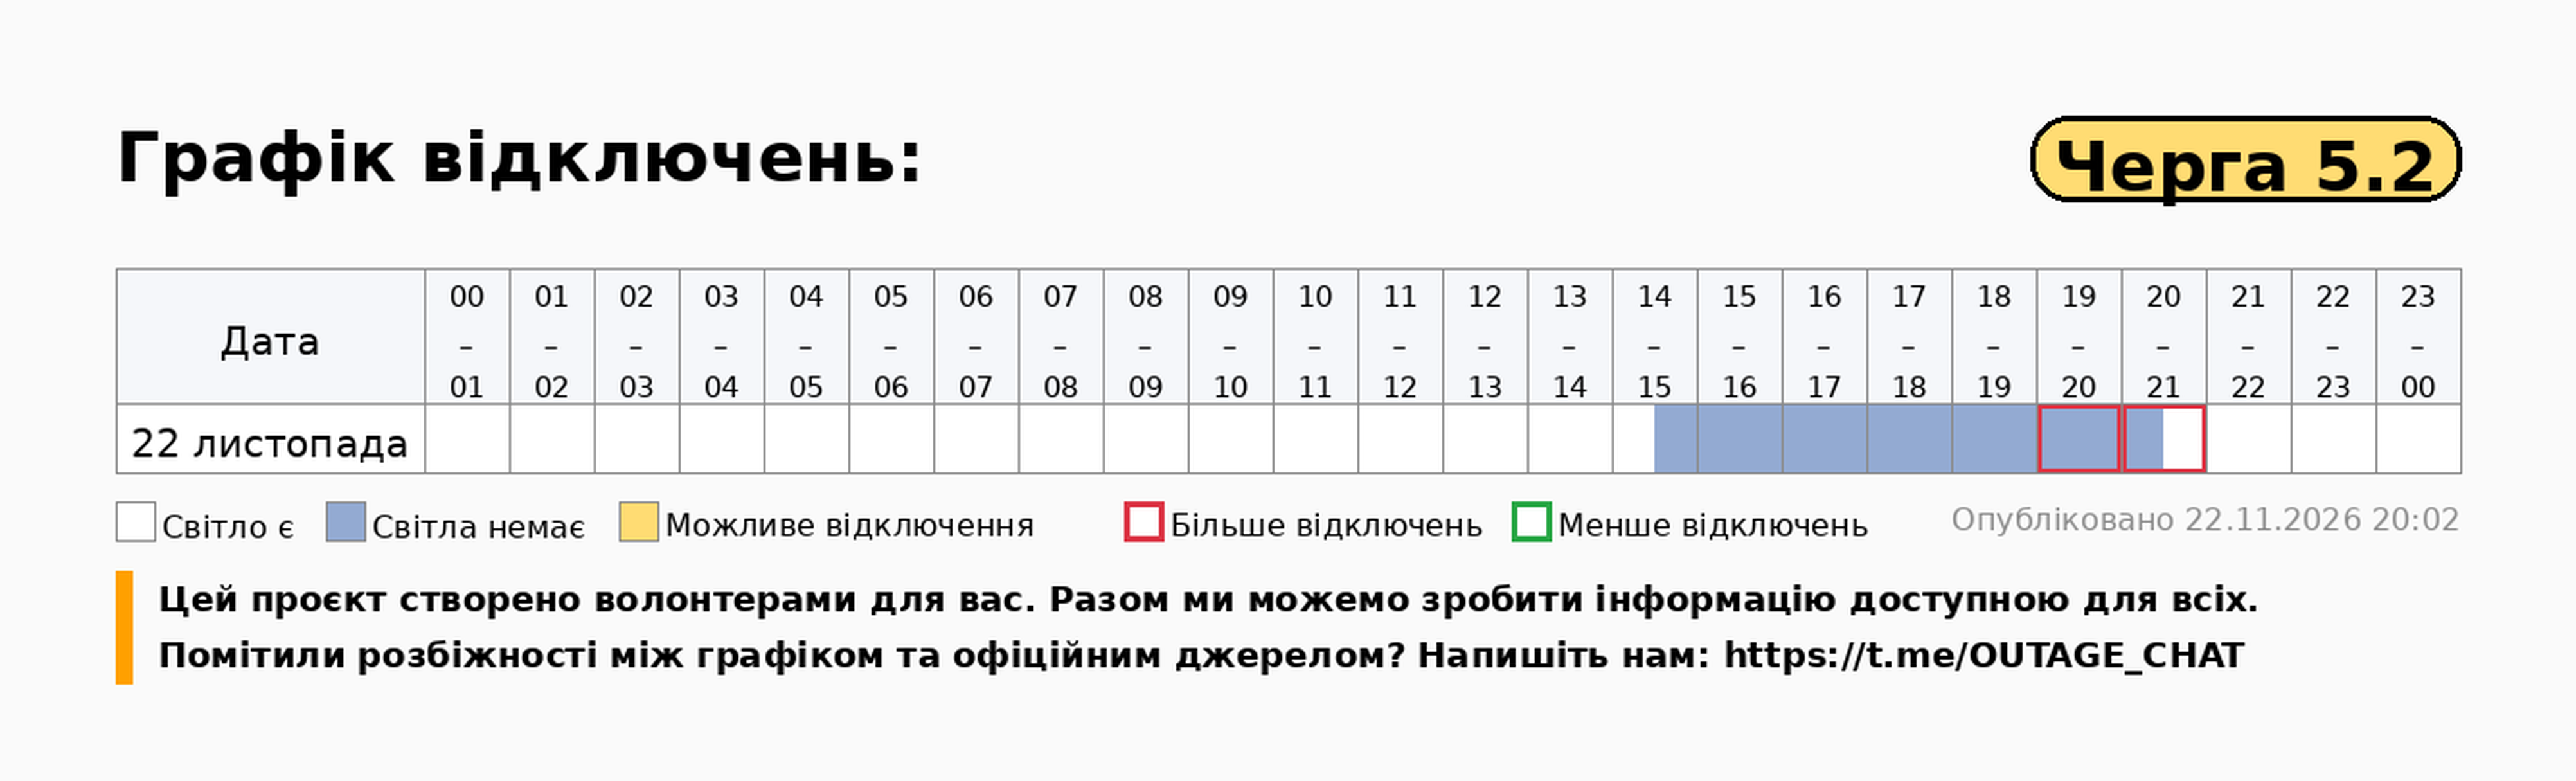 Графік відключень:
Черга 5.2
Дата
00 – 01
01 – 02
02 – 03
03 – 04
04 – 05
05 – 06
06 – 07
07 – 08
08 – 09
09 – 10
10 – 11
11 – 12
12 – 13
13 – 14
14 – 15
15 – 16
16 – 17
17 – 18
18 – 19
19 – 20
20 – 21
21 – 22
22 – 23
23 – 00
22 листопада
Світло є Світла немає Можливе відключення Більше відключень Менше відключень Опубліковано 22.11.2026 20:02
Цей проєкт створено волонтерами для вас. Разом ми можемо зробити інформацію доступною для всіх.
Помітили розбіжності між графіком та офіційним джерелом? Напишіть нам: https://t.me/OUTAGE_CHAT